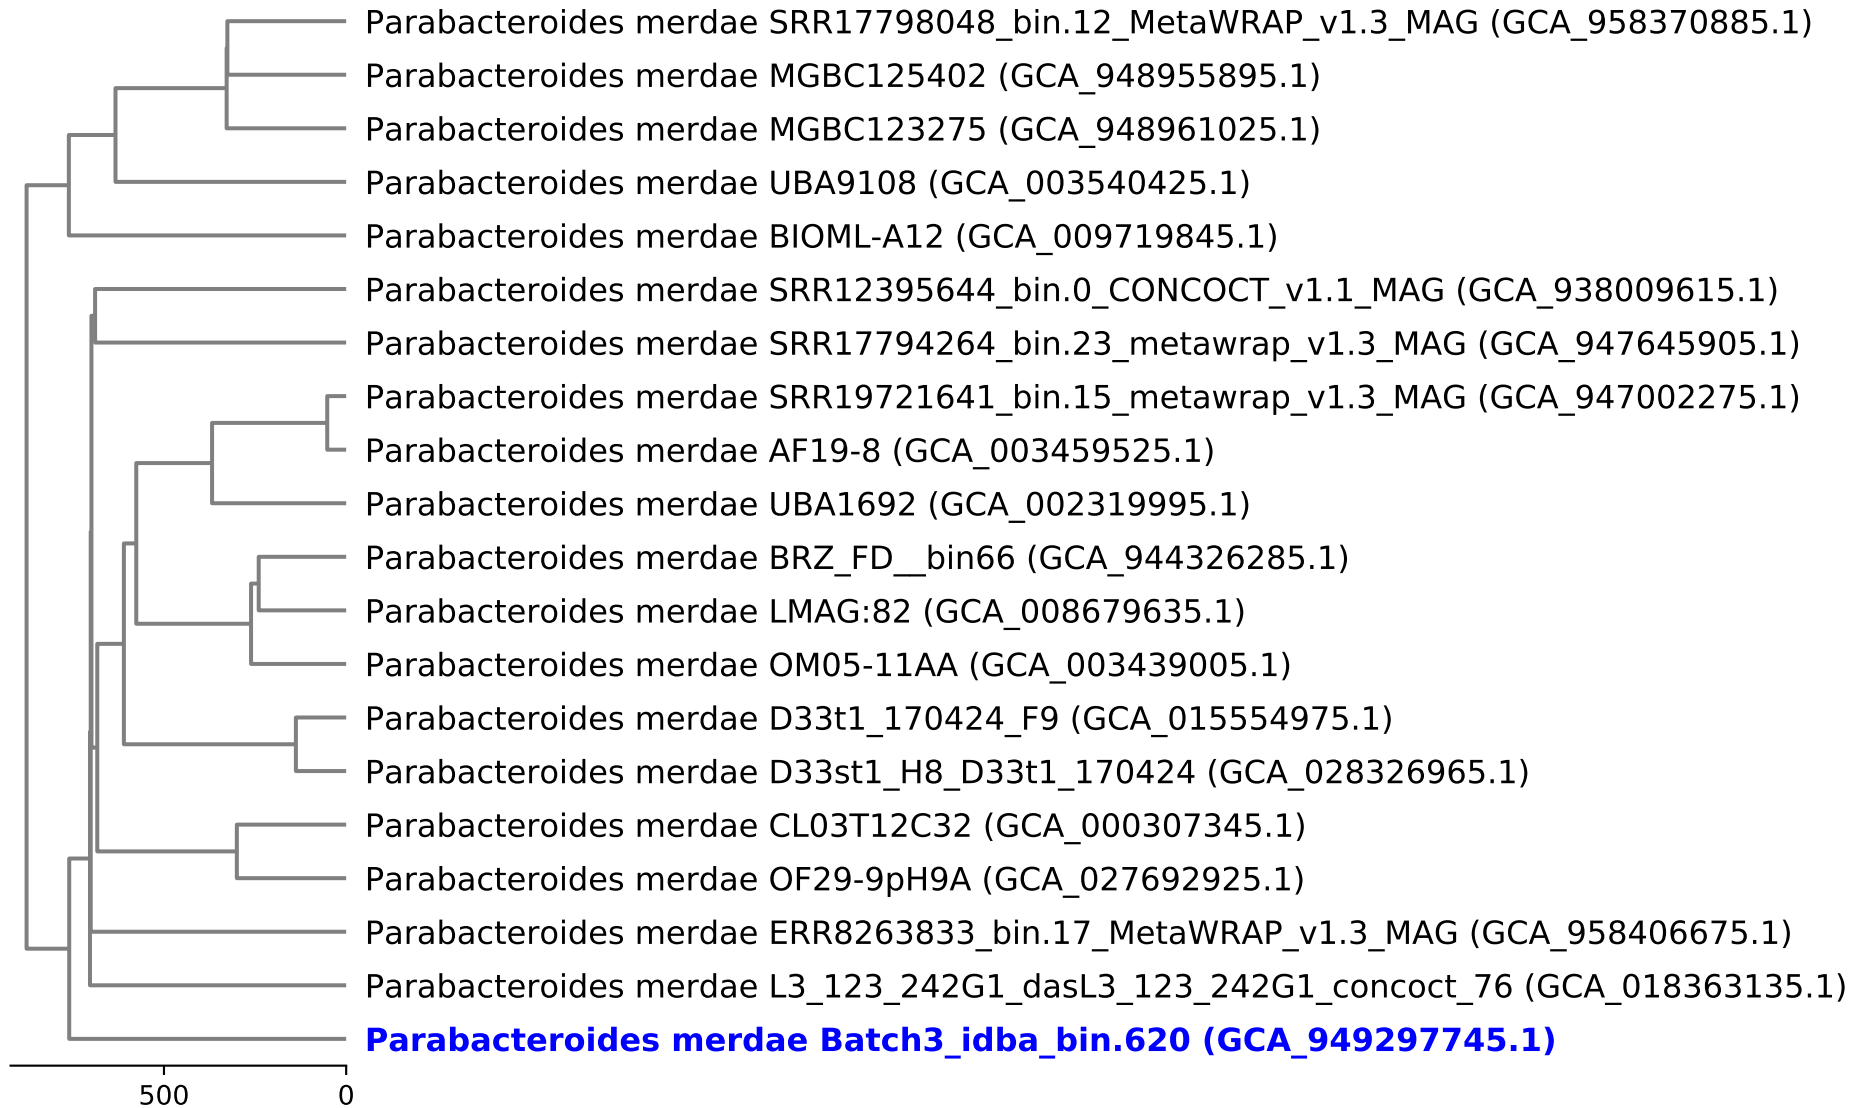 Parabacteroides merdae SRR17798048_bin.12_MetaWRAP_v1.3_MAG (GCA_958370885.1)
Parabacteroides merdae MGBC125402 (GCA_948955895.1)
Parabacteroides merdae MGBC123275 (GCA_948961025.1)
Parabacteroides merdae UBA9108 (GCA_003540425.1)
Parabacteroides merdae BIOML-A12 (GCA_009719845.1)
Parabacteroides merdae SRR12395644_bin.0_CONCOCT_v1.1_MAG (GCA_938009615.1)
Parabacteroides merdae SRR17794264_bin.23_metawrap_v1.3_MAG (GCA_947645905.1)
Parabacteroides merdae SRR19721641_bin.15_metawrap_v1.3_MAG (GCA_947002275.1)
Parabacteroides merdae AF19-8 (GCA_003459525.1)
Parabacteroides merdae UBA1692 (GCA_002319995.1)
Parabacteroides merdae BRZ_FD__bin66 (GCA_944326285.1)
Parabacteroides merdae LMAG:82 (GCA_008679635.1)
Parabacteroides merdae OM05-11AA (GCA_003439005.1)
Parabacteroides merdae D33t1_170424_F9 (GCA_015554975.1)
Parabacteroides merdae D33st1_H8_D33t1_170424 (GCA_028326965.1)
Parabacteroides merdae CL03T12C32 (GCA_000307345.1)
Parabacteroides merdae OF29-9pH9A (GCA_027692925.1)
Parabacteroides merdae ERR8263833_bin.17_MetaWRAP_v1.3_MAG (GCA_958406675.1)
Parabacteroides merdae L3_123_242G1_dasL3_123_242G1_concoct_76 (GCA_018363135.1)
Parabacteroides merdae Batch3_idba_bin.620 (GCA_949297745.1)
500 0